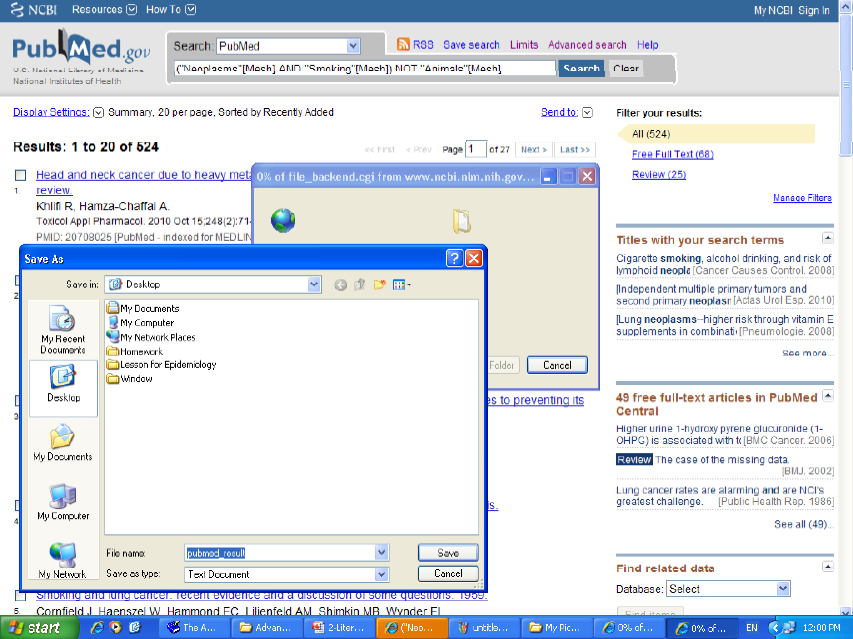 NCBI Resources How To My NCBI Sign In
PubMed.gov
U.S. National Library of Medicine
National Institutes of Health
Search: PubMed
RSS Save search Limits Advanced search Help
("Neoplasms"[Mesh] AND "Smoking"[Mesh]) NOT "Animals"[Mesh]
Search Clear
Display Settings: Summary, 20 per page, Sorted by Recently Added
Send to:
Results: 1 to 20 of 524
<< First < Prev Page 1 of 27 Next > Last >>
Head and neck cancer due to heavy meta
1. review.
Khlifi R, Hamza-Chaffai A.
Toxicol Appl Pharmacol. 2010 Oct 15;248(2):71
PMID: 20708025 [PubMed - indexed for MEDLIN
2
3
es to preventing its
4
is.
Smoking and lung cancer: recent evidence and a discussion of some questions. 1959.
5. Cornfield J, Haenszel W, Hammond EC, Lilienfeld AM, Shimkin MB, Wynder EL
0% of file_backend.cgi from www.ncbi.nlm.nih.gov...
Folder
Cancel
Save As
Save in: Desktop
My Recent
Documents
Desktop
My Documents
My Computer
My Network
My Documents
My Computer
My Network Places
Homework
Lesson for Epidemiology
Window
File name: pubmed_result
Save
Save as type: Text Document
Cancel
Filter your results:
All (524)
Free Full Text (68)
Review (25)
Manage Filters
Titles with your search terms
Cigarette smoking, alcohol drinking, and risk of
lymphoid neopla [Cancer Causes Control. 2008]
[Independent multiple primary tumors and
second primary neoplasn [Actas Urol Esp. 2010]
[Lung neoplasms--higher risk through vitamin E
supplements in combinati [Pneumologie. 2008]
See more...
49 free full-text articles in PubMed
Central
Higher urine 1-hydroxy pyrene glucuronide (1-
OHPG) is associated with t [BMC Cancer. 2006]
Review The case of the missing data.
[BMJ. 2002]
Lung cancer rates are alarming and are NCI's
greatest challenge. [Public Health Rep. 1986]
See all (49)...
Find related data
Database: Select
Find items
start
The A...
Advan...
2-Liter...
("Neo...
untitle...
My Pic...
0% of...
0% of...
EN
12:00 PM